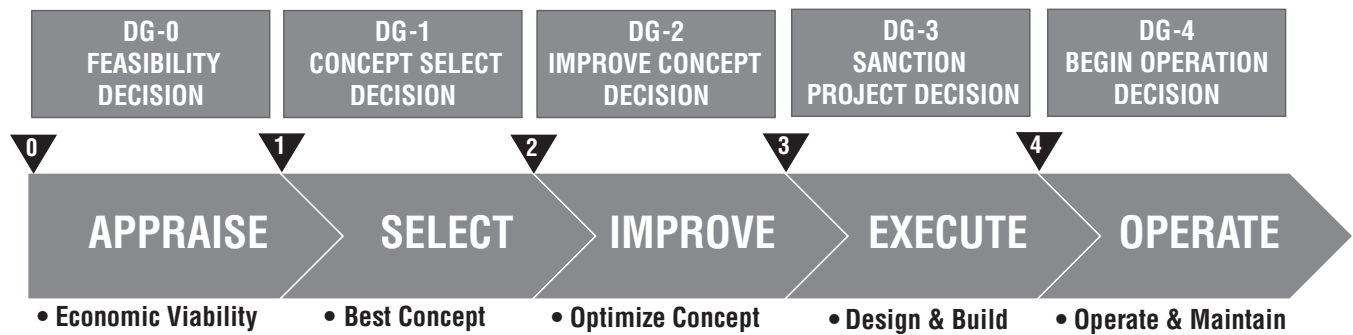 DG-0
FEASIBILITY
DECISION
DG-1
CONCEPT SELECT
DECISION
DG-2
IMPROVE CONCEPT
DECISION
DG-3
SANCTION
PROJECT DECISION
DG-4
BEGIN OPERATION
DECISION
0
1
2
3
4
APPRAISE
SELECT
IMPROVE
EXECUTE
OPERATE
• Economic Viability
• Best Concept
• Optimize Concept
• Design & Build
• Operate & Maintain